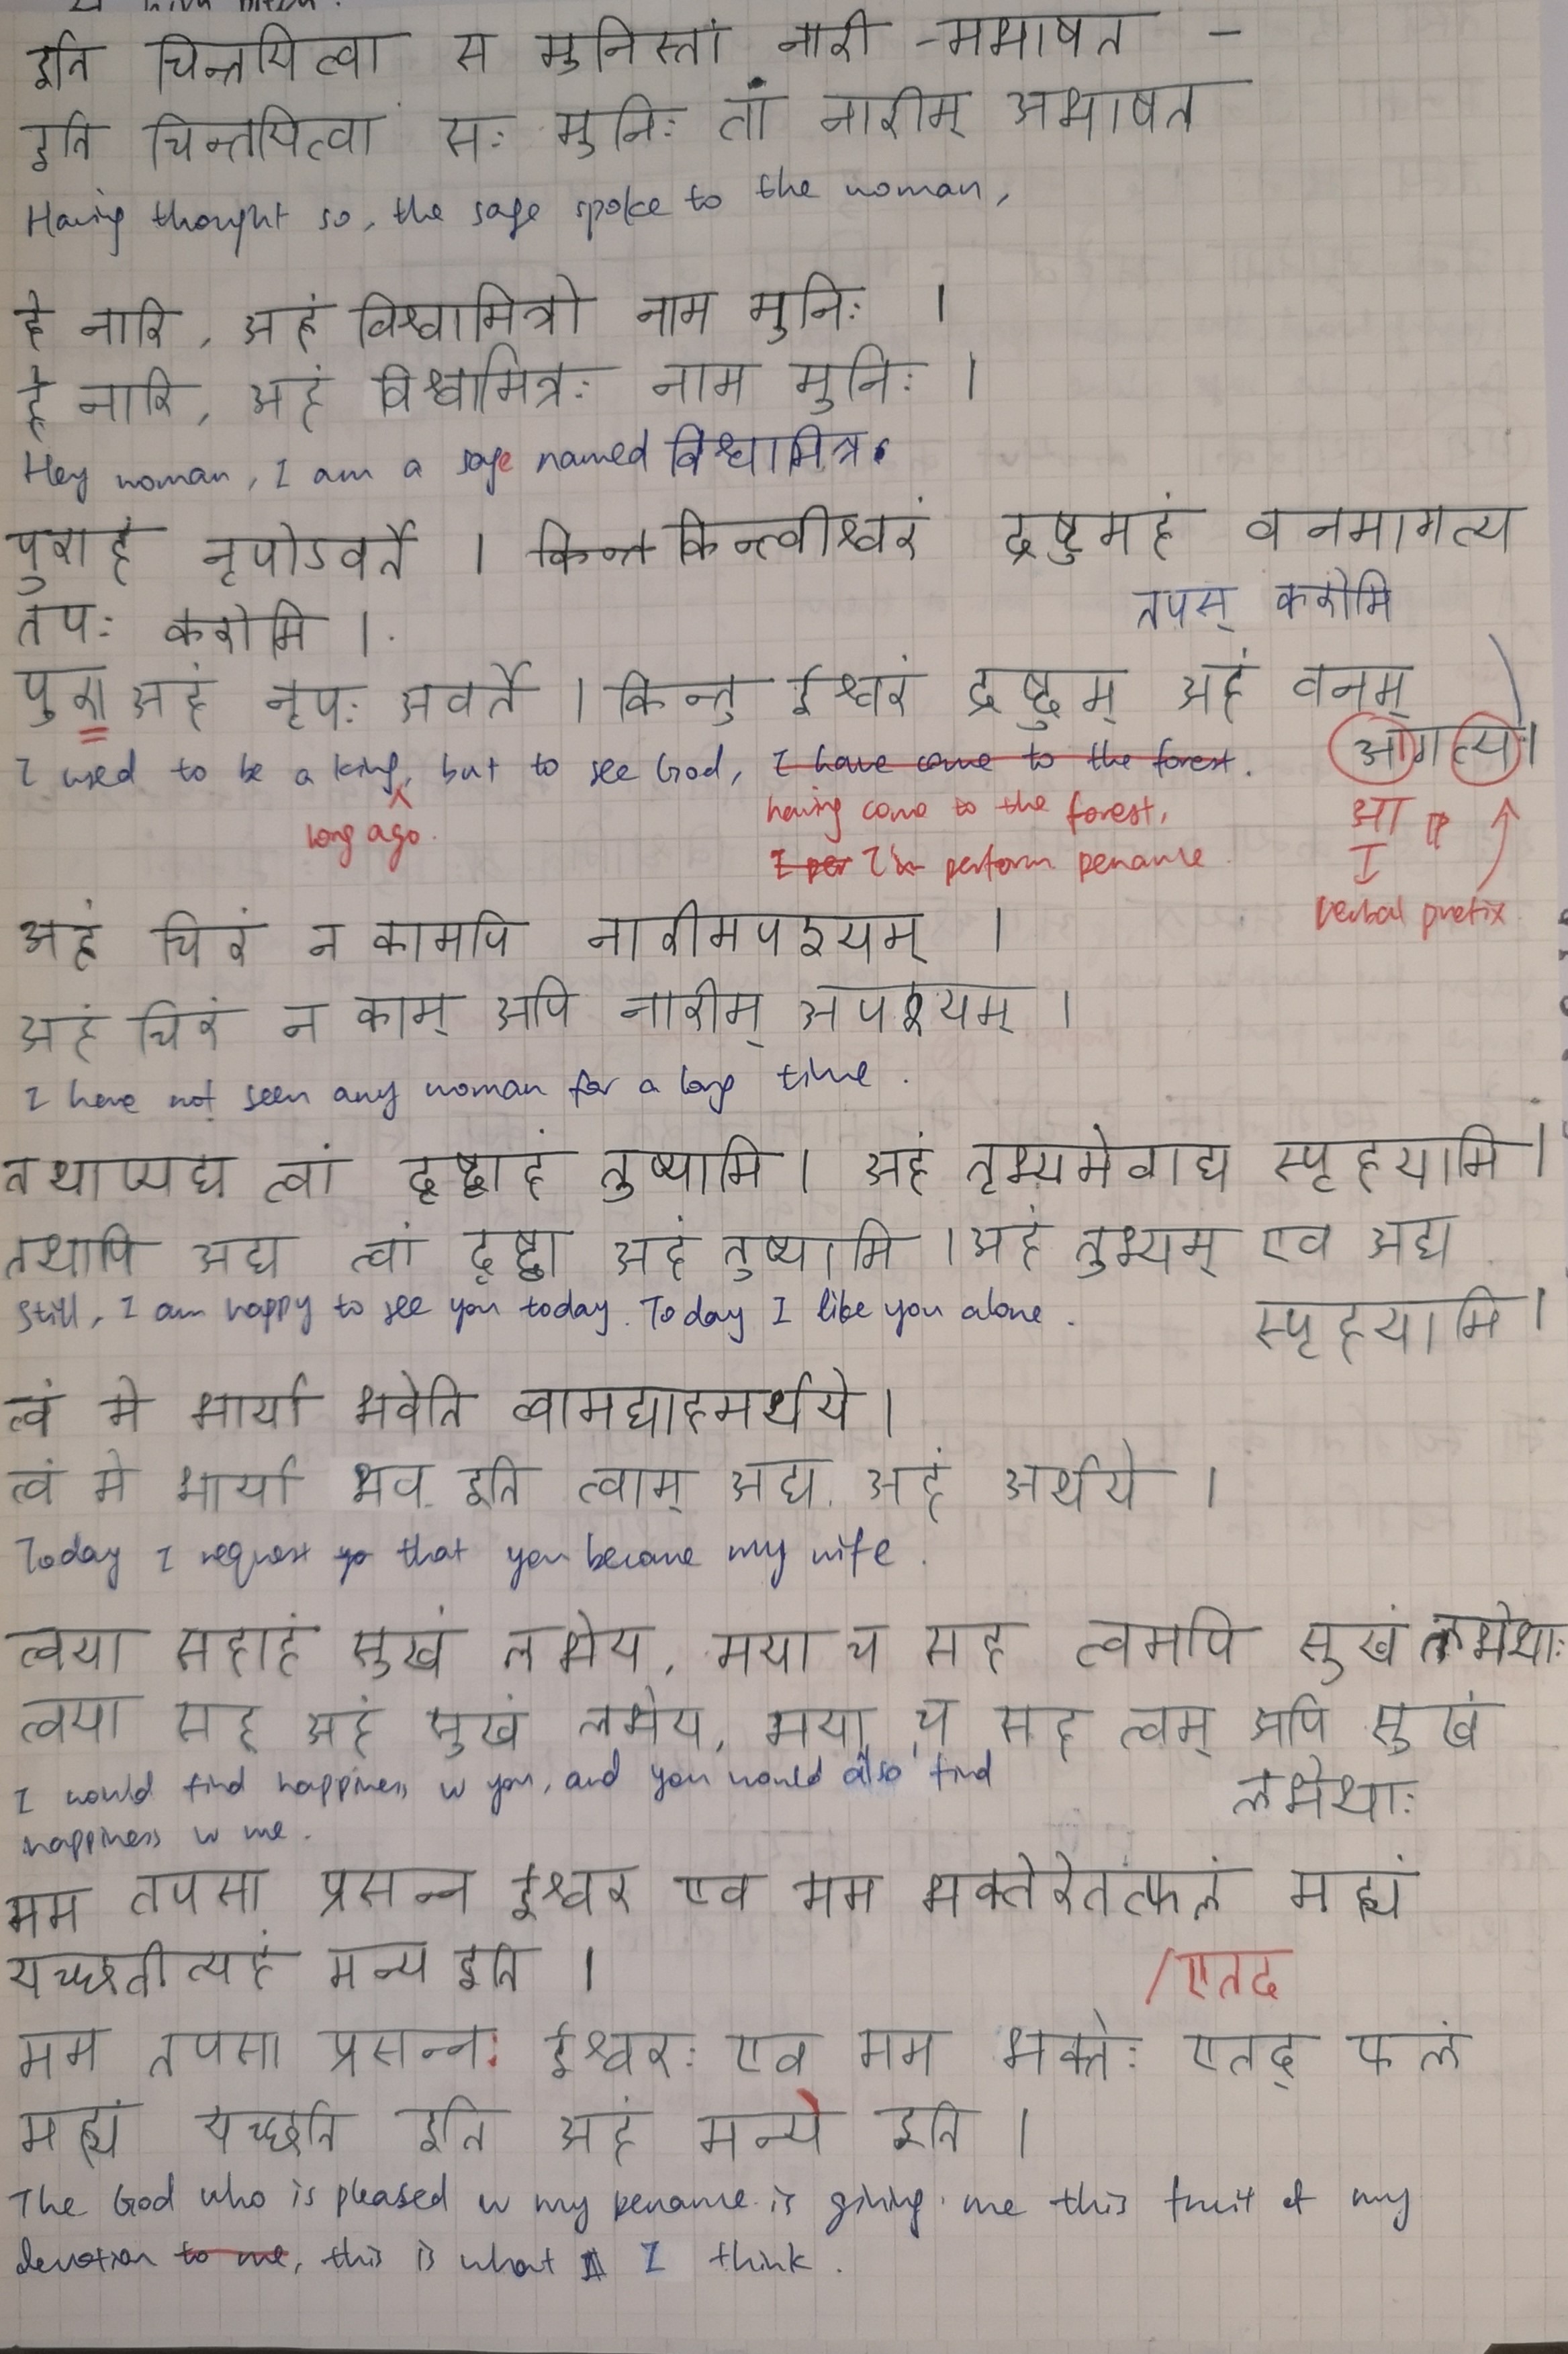 इति चिन्तयित्वा स मुनिस्तां नारी -मभाषत -
इति चिन्तयित्वा सः मुनिः तां नारीम् अभाषत
Having thought so, the sage spoke to the woman,
हे नारि, अहं विश्वामित्रो नाम मुनिः ।
हे नारि, अहं विश्वामित्रः नाम मुनिः ।
Hey woman, I am a sage named विश्वामित्र.
पुराहं नृपोऽवर्ते । किन्त किन्त्वीश्वरं द्रष्टुमहं वनमागत्य
तपः करोमि ।
तपस् करोमि
पुरा अहं नृपः अवर्ते । किन्तु ईश्वरं द्रष्टुम् अहं वनम्
आगत्य।
I used to be a king, but to see God, I have come to the forest.
long ago.
having come to the forest,
I per I perform penance
आ
verbal prefix
अहं चिरं न कामपि नारीमपश्यम् ।
अहं चिरं न काम् अपि नारीम् अपश्यम् ।
I have not seen any woman for a long time.
तथाप्यद्य त्वां दृष्ट्वाहं तुष्यामि । अहं तुभ्यमेवाद्य स्पृहयामि ।
तथापि अद्य त्वां दृष्ट्वा अहं तुष्यामि । अहं तुभ्यम् एव अद्य
स्पृहयामि ।
Still, I am happy to see you today. Today I like you alone.
त्वं मे भार्या भवेति त्वामद्याहमर्थये ।
त्वं मे भार्या भव इति त्वाम् अद्य अहं अर्थये ।
Today I request yo that you become my wife.
त्वया सहाहं सुखं लभेय, मया च सह त्वमपि सुखं लभेथाः
त्वया सह अहं सुखं लभेय, मया च सह त्वम् अपि सुखं
लभेथाः
I would find happiness w you, and you would also find
happiness w me.
मम तपसा प्रसन्न ईश्वर एव मम भक्तेरेतत्फलं मह्यं
यच्छतीत्यहं मन्य इति ।
/एतद
मम तपसा प्रसन्नः ईश्वरः एव मम भक्तेः एतद् फलं
मह्यं यच्छति इति अहं मन्ये इति ।
The God who is pleased w my penance is giving me this fruit of my
devotion to me, this is what I think.